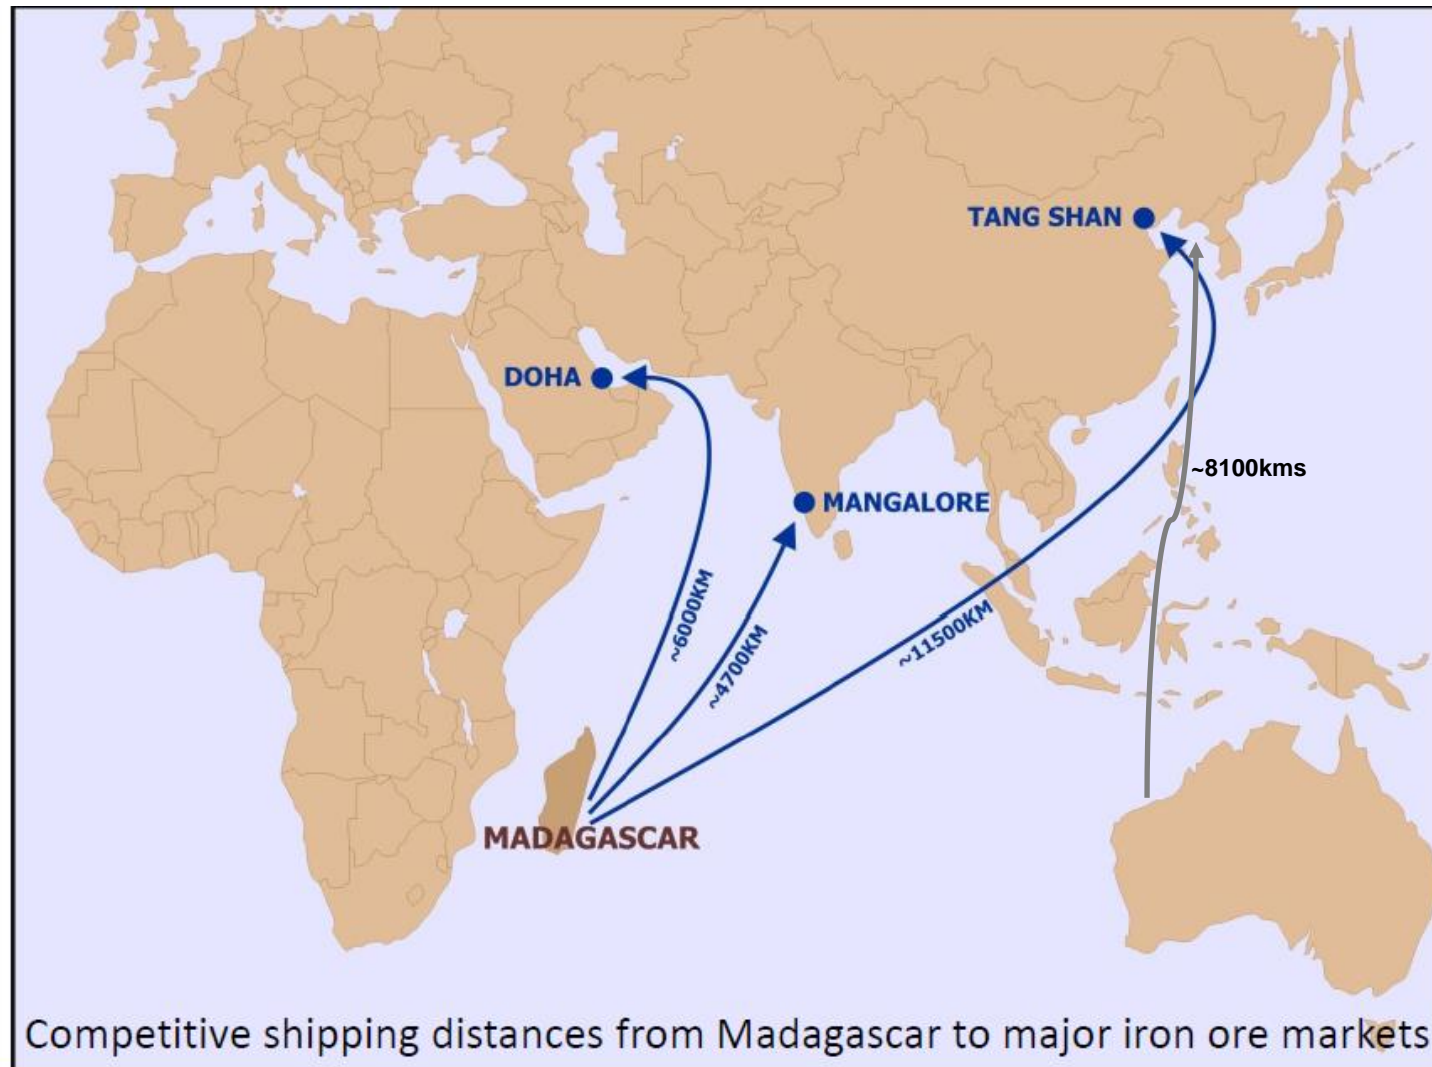 TANG SHAN
DOHA
~8100kms
MANGALORE
~6000KM
~4700KM
~11500KM
MADAGASCAR
Competitive shipping distances from Madagascar to major iron ore markets